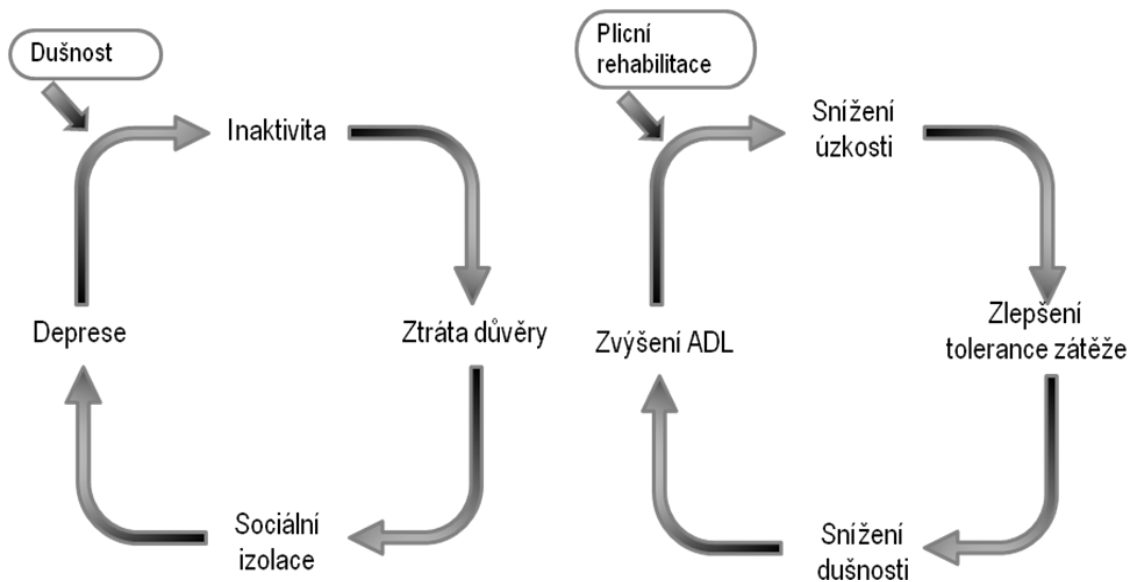 Dušnost
Inaktivita
Ztráta důvěry
Sociální
izolace
Deprese
Plicní
rehabilitace
Snížení
úzkosti
Zlepšení
tolerance zátěže
Snížení
dušnosti
Zvýšení ADL